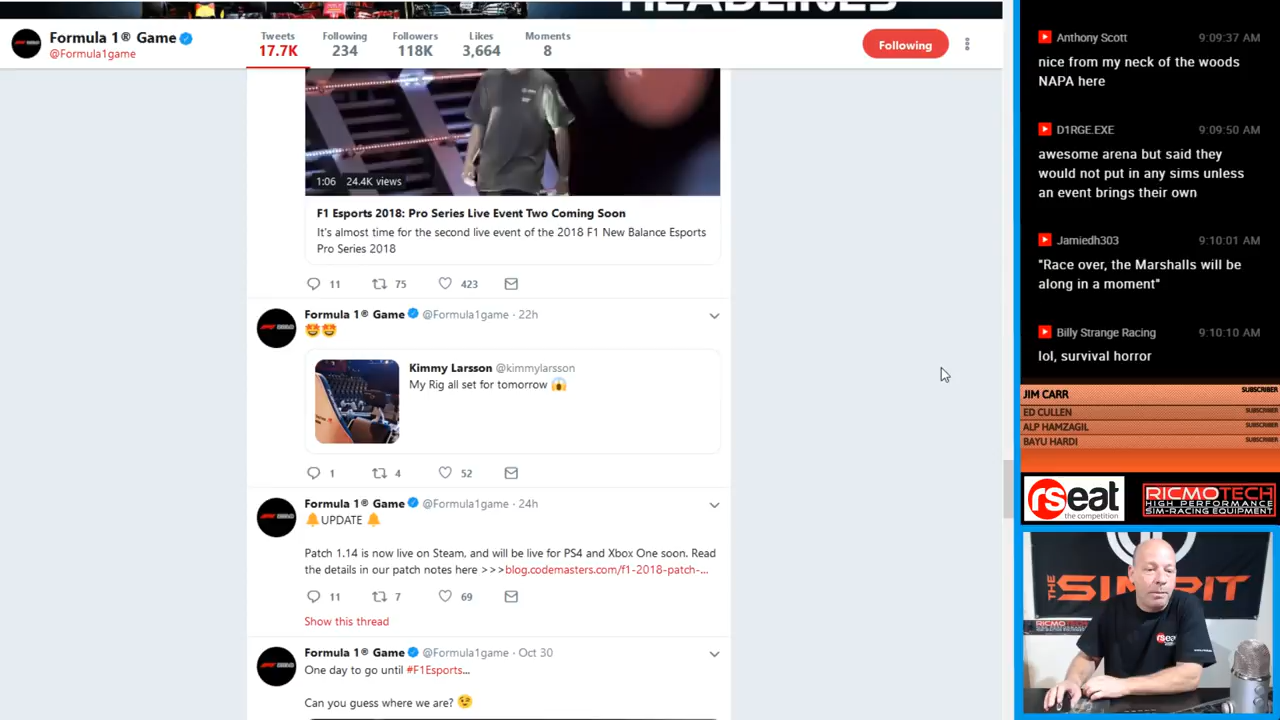 HEADLINES
Formula 1® Game
@Formula1game
Tweets
17.7K
Following
234
Followers
118K
Likes
3,664
Moments
8
Following
1:06 24.4K views
F1 Esports 2018: Pro Series Live Event Two Coming Soon
It's almost time for the second live event of the 2018 F1 New Balance Esports
Pro Series 2018
11 75 423
Formula 1® Game @Formula1game · 22h
🤩🤩
Kimmy Larsson @kimmylarsson
My Rig all set for tomorrow 😱
1 4 52
Formula 1® Game @Formula1game · 24h
🔔UPDATE 🔔
Patch 1.14 is now live on Steam, and will be live for PS4 and Xbox One soon. Read
the details in our patch notes here >>>blog.codemasters.com/f1-2018-patch-…
11 7 69
Show this thread
Formula 1® Game @Formula1game · Oct 30
One day to go until #F1Esports...
Can you guess where we are? 😉
Anthony Scott 9:09:37 AM
nice from my neck of the woods
NAPA here
D1RGE.EXE 9:09:50 AM
awesome arena but said they
would not put in any sims unless
an event brings their own
Jamiedh303 9:10:01 AM
"Race over, the Marshalls will be
along in a moment"
Billy Strange Racing 9:10:10 AM
lol, survival horror
JIM CARR SUBSCRIBER
ED CULLEN SUBSCRIBER
ALP HAMZAGIL SUBSCRIBER
BAYU HARDI SUBSCRIBER
rseat
the competition
RICMOTECH
HIGH PERFORMANCE
SIM-RACING EQUIPMENT
THE SIMPIT
RICMOTECH
rseat